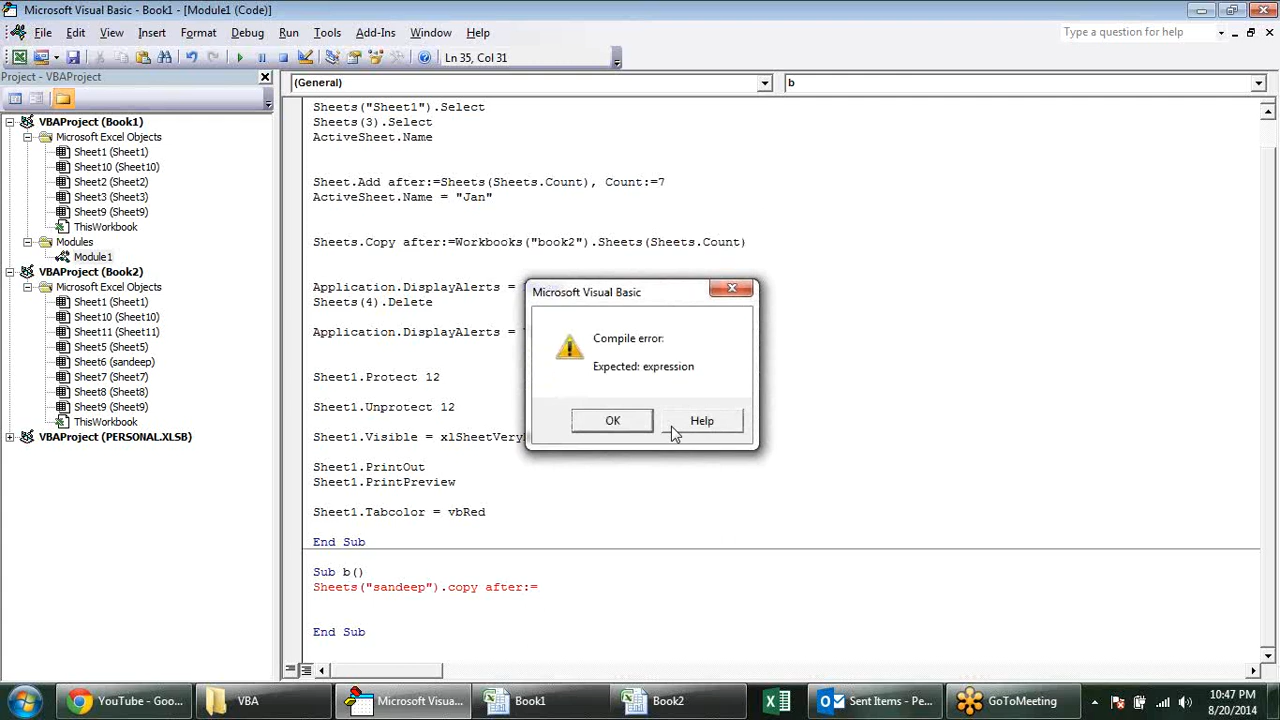 Microsoft Visual Basic - Book1 - [Module1 (Code)]
File Edit View Insert Format Debug Run Tools Add-Ins Window Help
Type a question for help
Ln 35, Col 31
Project - VBAProject
(General)
b
VBAProject (Book1)
Microsoft Excel Objects
Sheet1 (Sheet1)
Sheet10 (Sheet10)
Sheet2 (Sheet2)
Sheet3 (Sheet3)
Sheet9 (Sheet9)
ThisWorkbook
Modules
Module1
VBAProject (Book2)
Microsoft Excel Objects
Sheet1 (Sheet1)
Sheet10 (Sheet10)
Sheet11 (Sheet11)
Sheet5 (Sheet5)
Sheet6 (sandeep)
Sheet7 (Sheet7)
Sheet8 (Sheet8)
Sheet9 (Sheet9)
ThisWorkbook
VBAProject (PERSONAL.XLSB)
Sheets("Sheet1").Select
Sheets(3).Select
ActiveSheet.Name
Sheet.Add after:=Sheets(Sheets.Count), Count:=7
ActiveSheet.Name = "Jan"
Sheets.Copy after:=Workbooks("book2").Sheets(Sheets.Count)
Application.DisplayAlerts =
Sheets(4).Delete
Application.DisplayAlerts =
Sheet1.Protect 12
Sheet1.Unprotect 12
Sheet1.Visible = xlSheetVery
Sheet1.PrintOut
Sheet1.PrintPreview
Sheet1.Tabcolor = vbRed
End Sub
Sub b()
Sheets("sandeep").copy after:=
End Sub
Microsoft Visual Basic
Compile error:
Expected: expression
OK
Help
YouTube - Goo...
VBA
Microsoft Visua...
Book1
Book2
Sent Items - Pe...
GoToMeeting
10:47 PM
8/20/2014